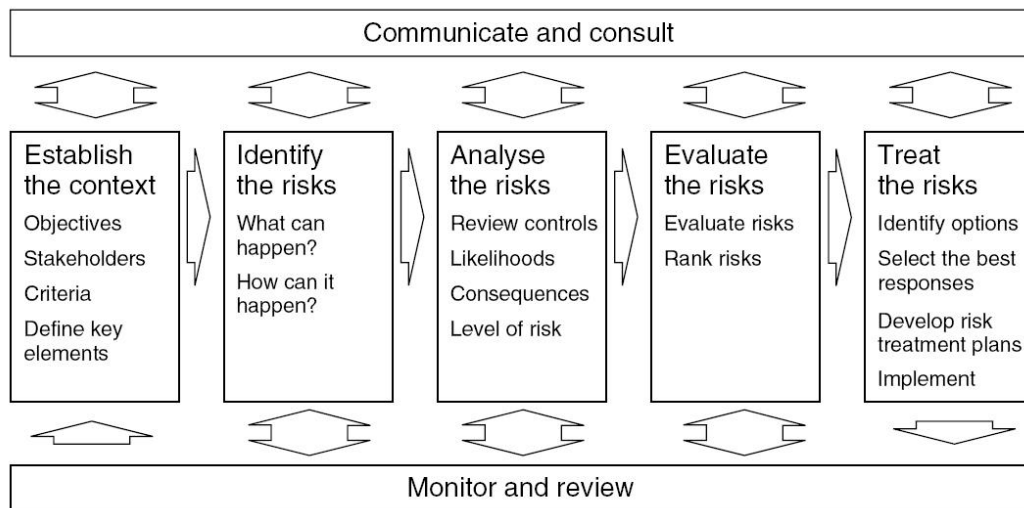 Communicate and consult
Establish
the context
Objectives
Stakeholders
Criteria
Define key
elements
Identify
the risks
What can
happen?
How can it
happen?
Analyse
the risks
Review controls
Likelihoods
Consequences
Level of risk
Evaluate
the risks
Evaluate risks
Rank risks
Treat
the risks
Identify options
Select the best
responses
Develop risk
treatment plans
Implement
Monitor and review